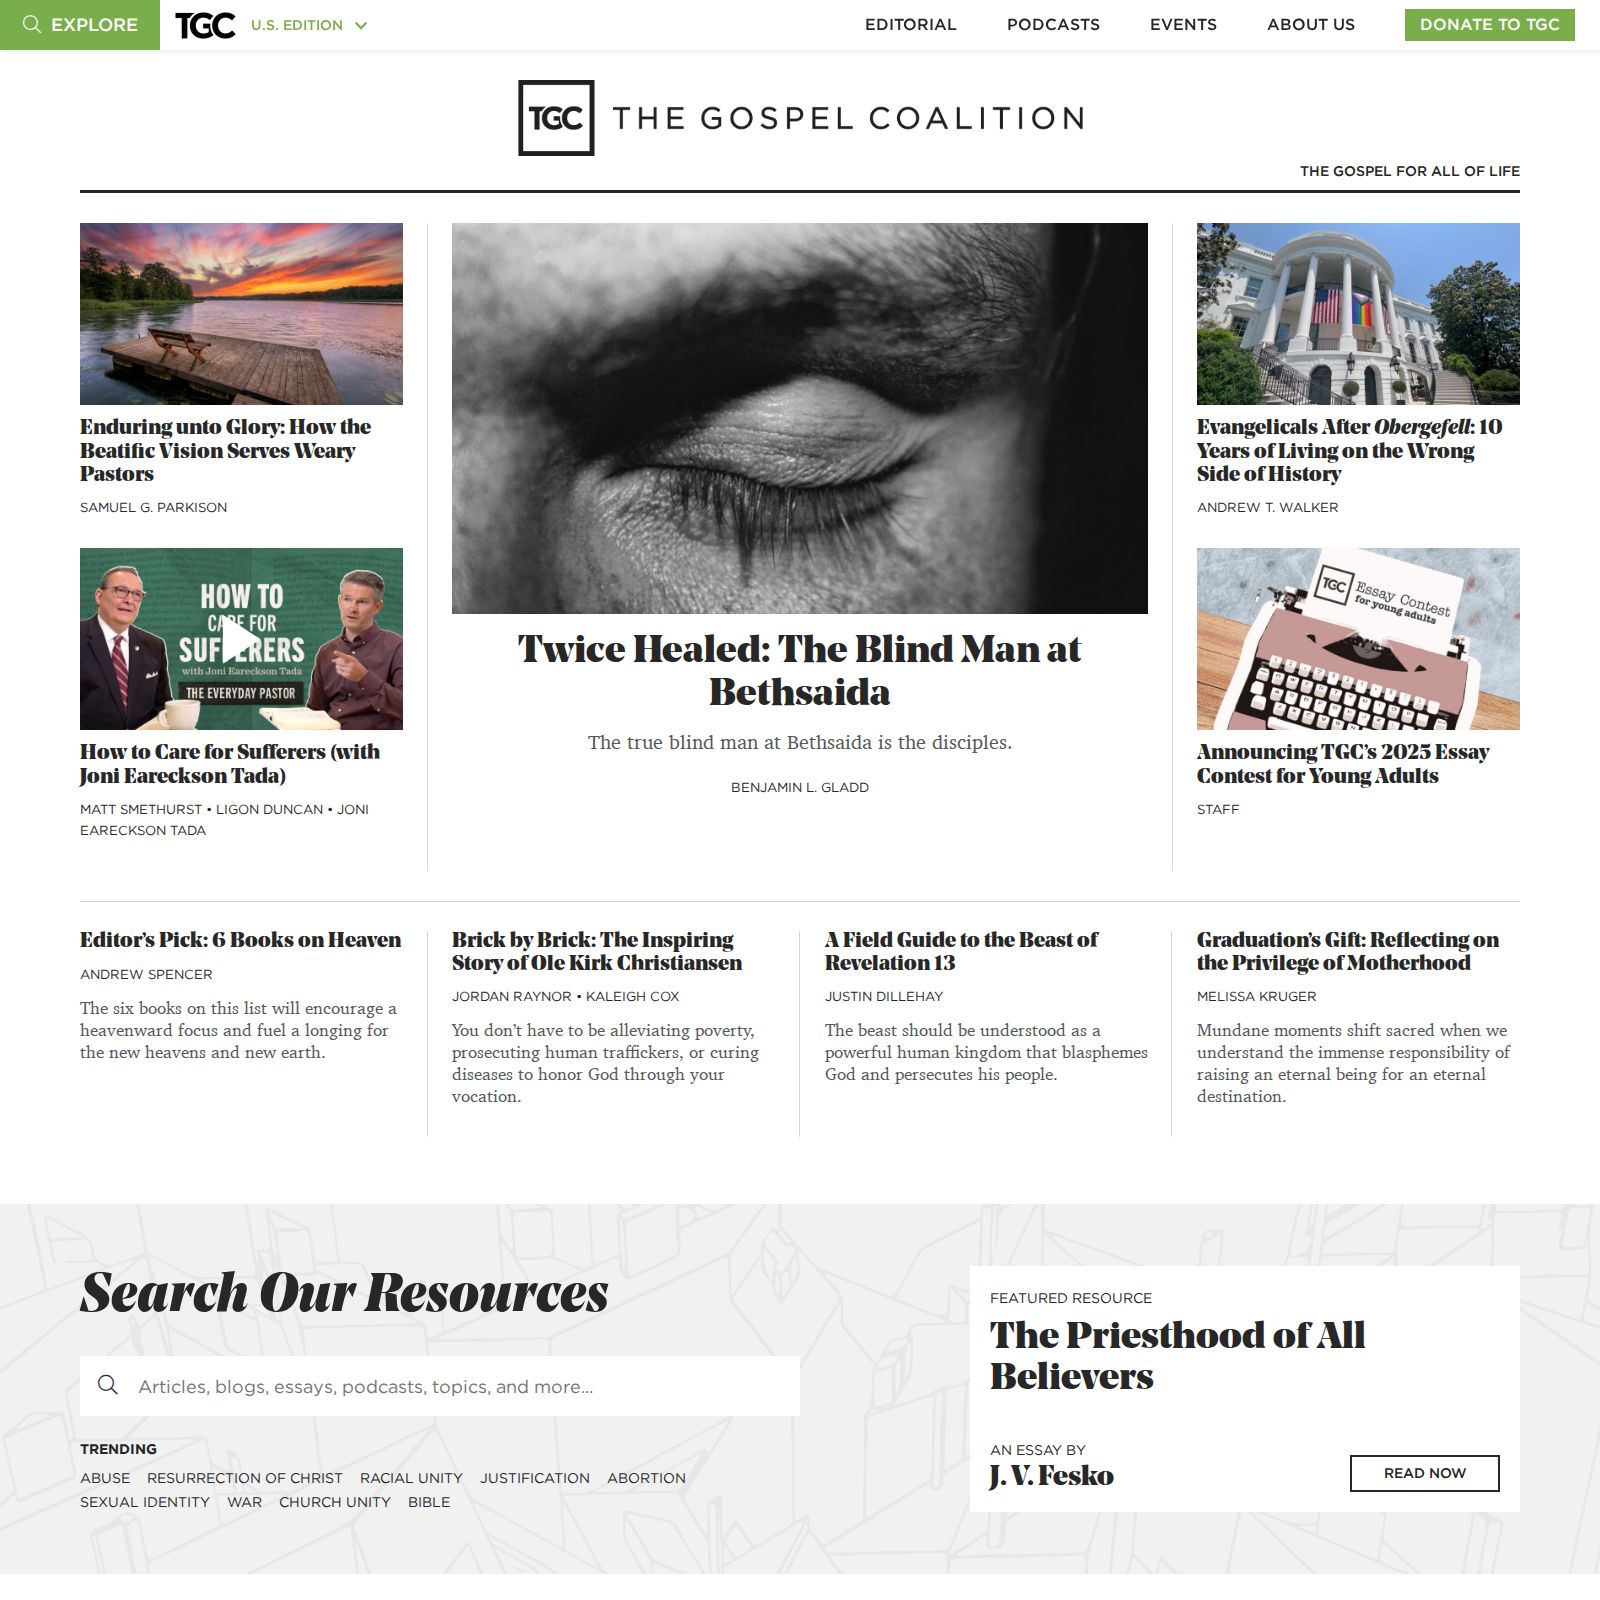 EXPLORE
TGC
U.S. EDITION
EDITORIAL
PODCASTS
EVENTS
ABOUT US
DONATE TO TGC
TGC THE GOSPEL COALITION
THE GOSPEL FOR ALL OF LIFE
Enduring unto Glory: How the
Beatific Vision Serves Weary
Pastors
SAMUEL G. PARKISON
HOW TO
CARE FOR
SUFFERERS
with Joni Eareckson Tada
THE EVERYDAY PASTOR
How to Care for Sufferers (with
Joni Eareckson Tada)
MATT SMETHURST • LIGON DUNCAN • JONI
EARECKSON TADA
Twice Healed: The Blind Man at
Bethsaida
The true blind man at Bethsaida is the disciples.
BENJAMIN L. GLADD
Evangelicals After Obergefell: 10
Years of Living on the Wrong
Side of History
ANDREW T. WALKER
TGC Essay Contest
for young adults
Announcing TGC’s 2025 Essay
Contest for Young Adults
STAFF
Editor’s Pick: 6 Books on Heaven
ANDREW SPENCER
The six books on this list will encourage a
heavenward focus and fuel a longing for
the new heavens and new earth.
Brick by Brick: The Inspiring
Story of Ole Kirk Christiansen
JORDAN RAYNOR • KALEIGH COX
You don’t have to be alleviating poverty,
prosecuting human traffickers, or curing
diseases to honor God through your
vocation.
A Field Guide to the Beast of
Revelation 13
JUSTIN DILLEHAY
The beast should be understood as a
powerful human kingdom that blasphemes
God and persecutes his people.
Graduation’s Gift: Reflecting on
the Privilege of Motherhood
MELISSA KRUGER
Mundane moments shift sacred when we
understand the immense responsibility of
raising an eternal being for an eternal
destination.
Search Our Resources
Articles, blogs, essays, podcasts, topics, and more...
TRENDING
ABUSE RESURRECTION OF CHRIST RACIAL UNITY JUSTIFICATION ABORTION
SEXUAL IDENTITY WAR CHURCH UNITY BIBLE
FEATURED RESOURCE
The Priesthood of All
Believers
AN ESSAY BY
J. V. Fesko
READ NOW